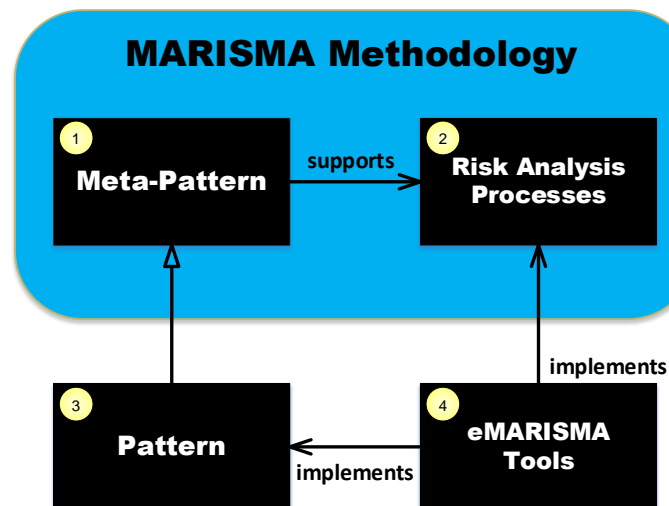 MARISMA Methodology
1
Meta-Pattern
supports
2
Risk Analysis
Processes
implements
3
Pattern
implements
4
eMARISMA
Tools